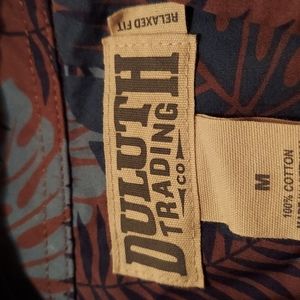 RELAXED FIT
DULUTH
TRADING
CO
M
100% COTTON